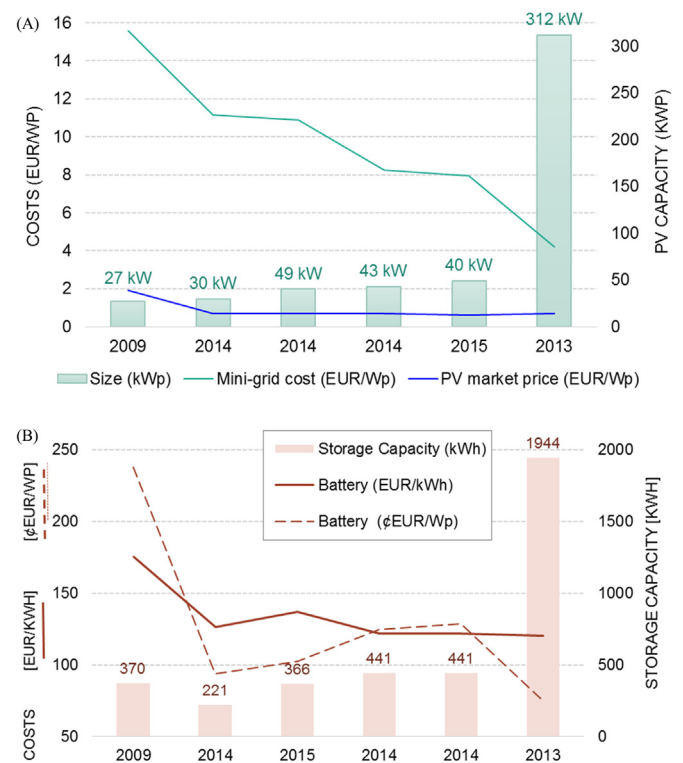 (A)
312 kW
16
14
12
10
8
6
4
2
0
COSTS (EUR/WP)
300
250
200
150
100
50
0
PV CAPACITY (KWP)
27 kW 30 kW 49 kW 43 kW 40 kW
2009 2014 2014 2014 2015 2013
Size (kWp) Mini-grid cost (EUR/Wp) PV market price (EUR/Wp)
(B)
250
200
150
100
50
COSTS [EUR/KWH] [¢EUR/WP]
Storage Capacity (kWh)
Battery (EUR/kWh)
Battery (¢EUR/Wp)
1944
2000
1500
1000
500
0
STORAGE CAPACITY [KWH]
370 221 366 441 441
2009 2014 2015 2014 2014 2013